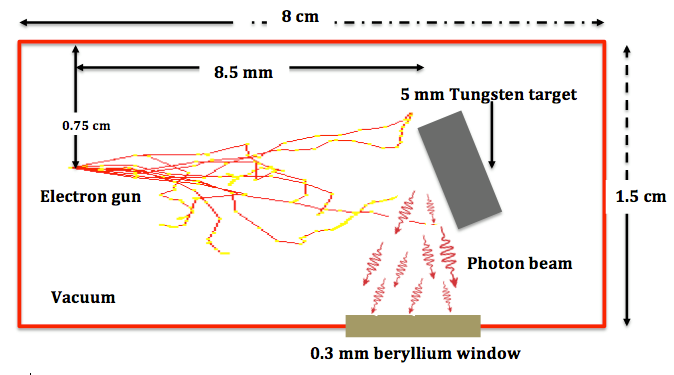 8 cm
8.5 mm
5 mm Tungsten target
0.75 cm
Electron gun
1.5 cm
Photon beam
Vacuum
0.3 mm beryllium window